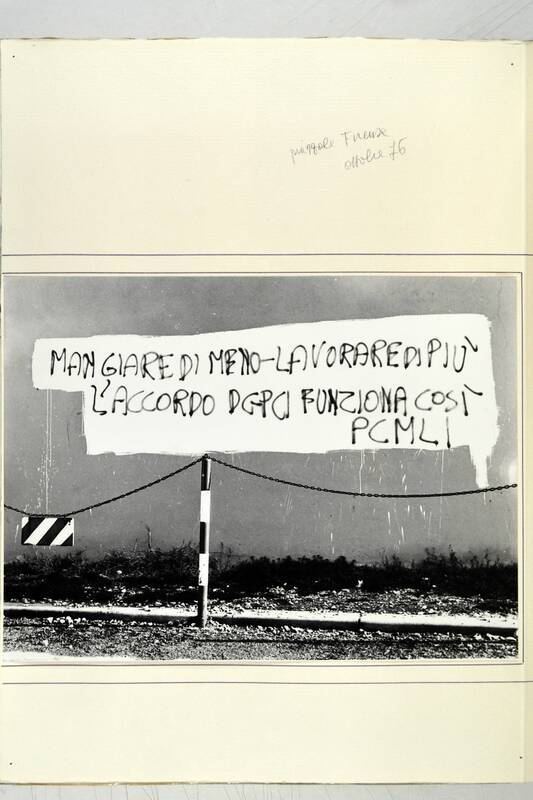 piazzale Firenze
ottobre 76
MANGIARE DI MENO-LAVORARE DI PIÙ
L'ACCORDO DC-PCI FUNZIONA COSÌ
PCMLI